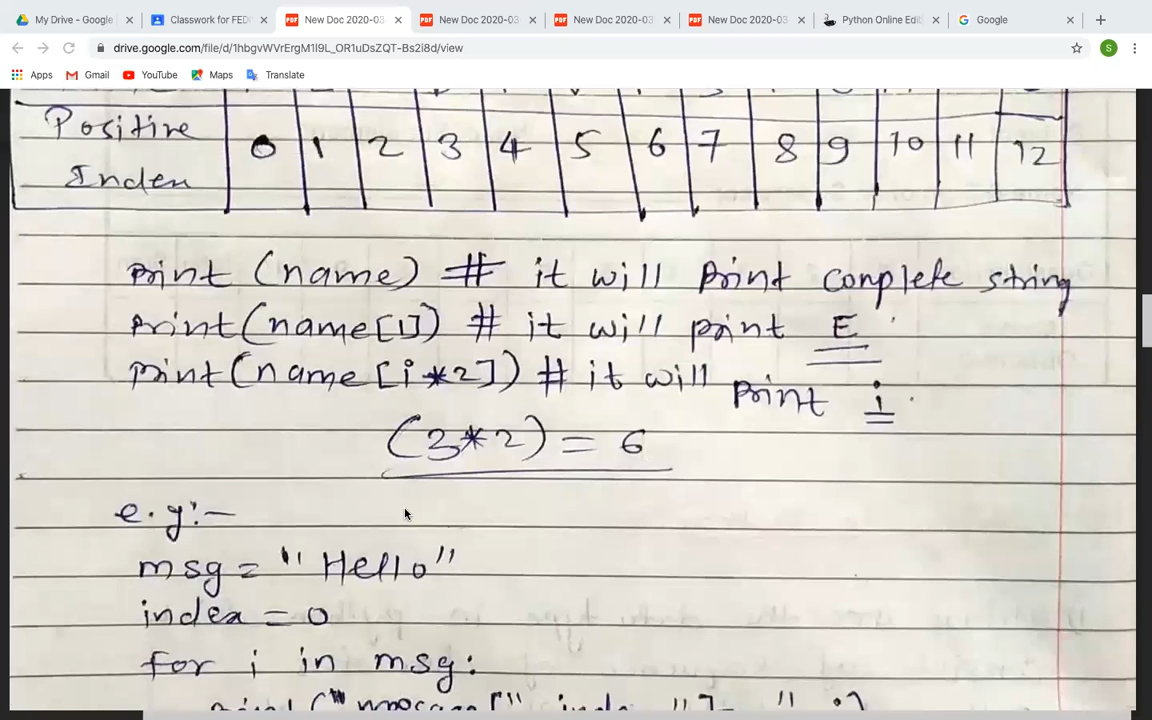 My Drive - Google
Classwork for FED
New Doc 2020-03
New Doc 2020-03
New Doc 2020-03
New Doc 2020-03
Python Online Edit
Google
drive.google.com/file/d/1hbgvWVrErgM1l9L_OR1uDsZQT-Bs2i8d/view
S
Apps
Gmail
YouTube
Maps
Translate
Positive Index 0 1 2 3 4 5 6 7 8 9 10 11 12
print (name) # it will print conplete string
print(name[1]) # it will print E
print(name[i*2]) # it will print i
(3*2) = 6
e.g:-
msg = "Hello"
index = 0
for i in msg: